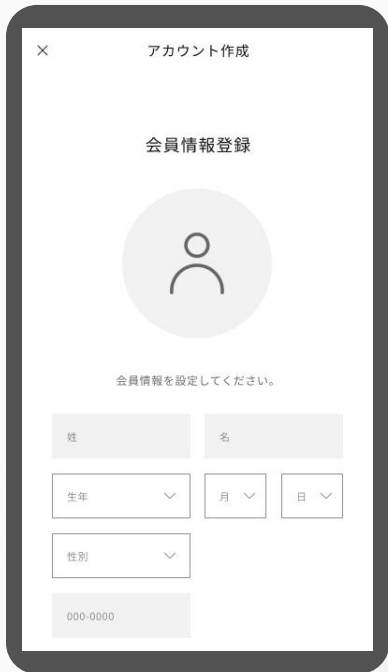 アカウント作成
会員情報登録
会員情報を設定してください。
姓 名
生年 月 日
性別
000-0000